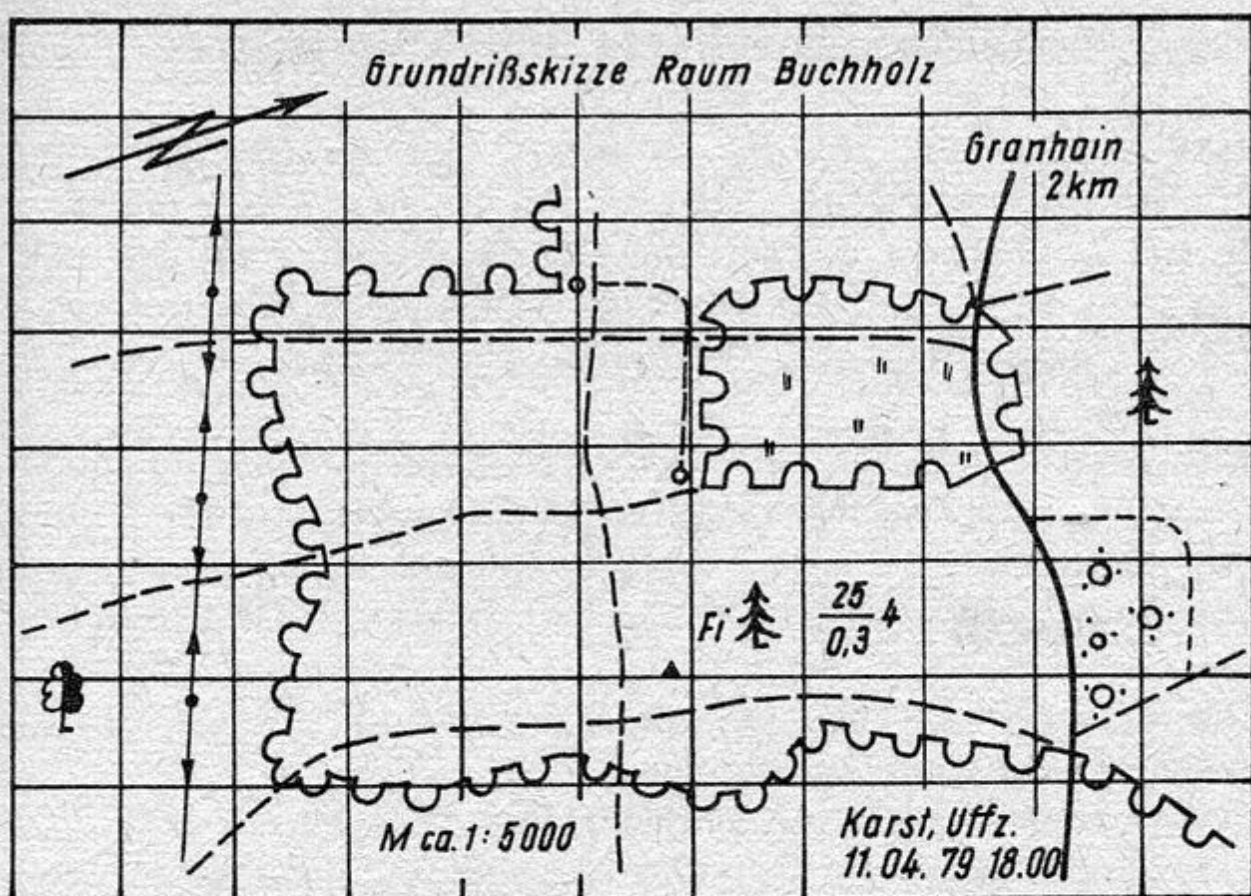 Grundrißskizze Raum Buchholz
Granhain
2km
Fi
25
0,3
4
M ca. 1: 5000
Karst, Uffz.
11. 04. 79 18.00